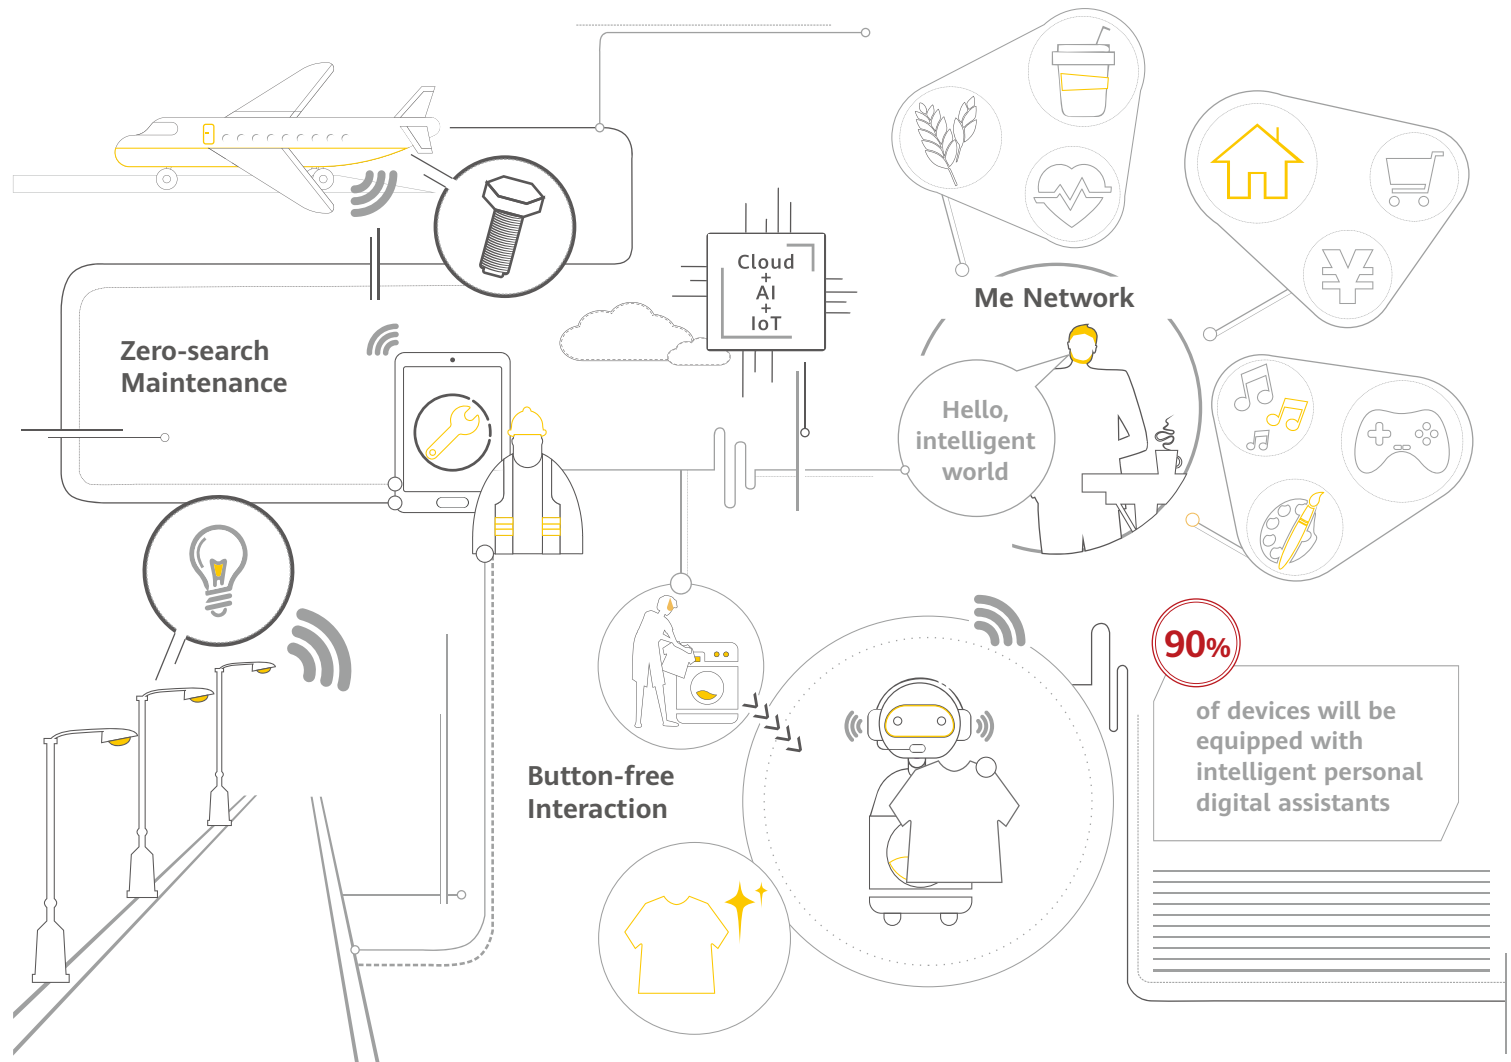 Cloud
+
AI
+
IoT
Me Network
Zero-search
Maintenance
Hello,
intelligent
world
¥
90%
of devices will be
equipped with
intelligent personal
digital assistants
Button-free
Interaction